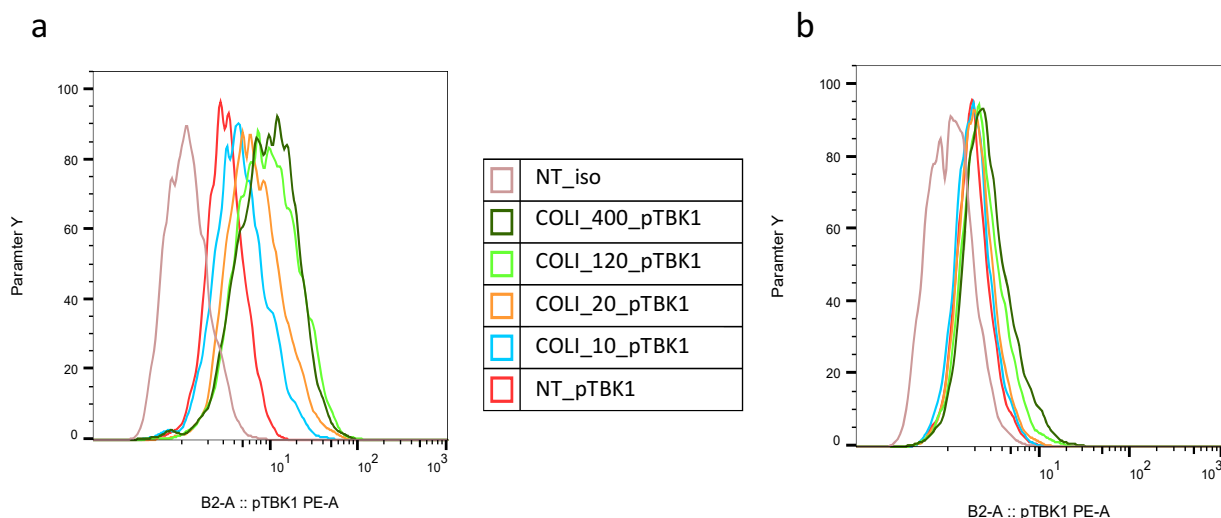 a
b
100
80
60
40
20
0
Paramter Y
10^1
10^2
10^3
B2-A :: pTBK1 PE-A
NT_iso
COLI_400_pTBK1
COLI_120_pTBK1
COLI_20_pTBK1
COLI_10_pTBK1
NT_pTBK1
100
80
60
40
20
0
Paramter Y
10^1
10^2
10^3
B2-A :: pTBK1 PE-A